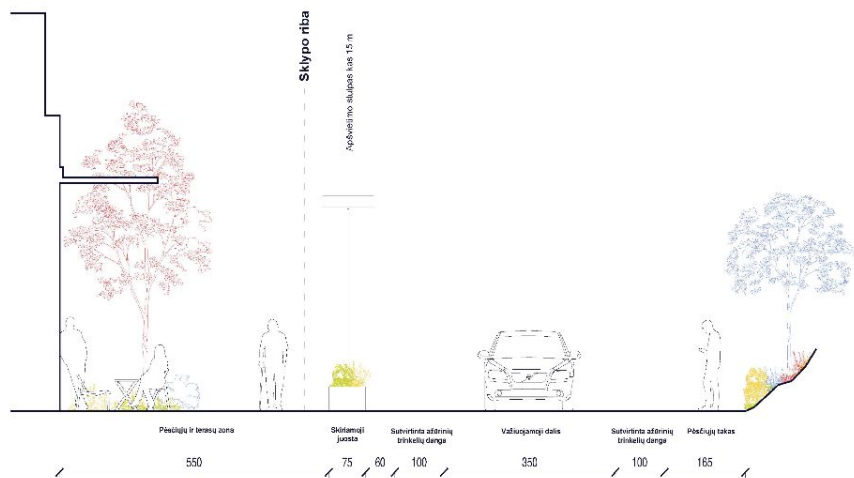 Sklypo riba
Apšvietimo stulpas kas 15 m
Pėsčiųjų ir terasų zona
Skiriamoji
juosta
Sutvirtinta ažūrinių
trinkelių danga
Važiuojamoji dalis
Sutvirtinta ažūrinių
trinkelių danga
Pėsčiųjų takas
550
75
60
100
350
100
165